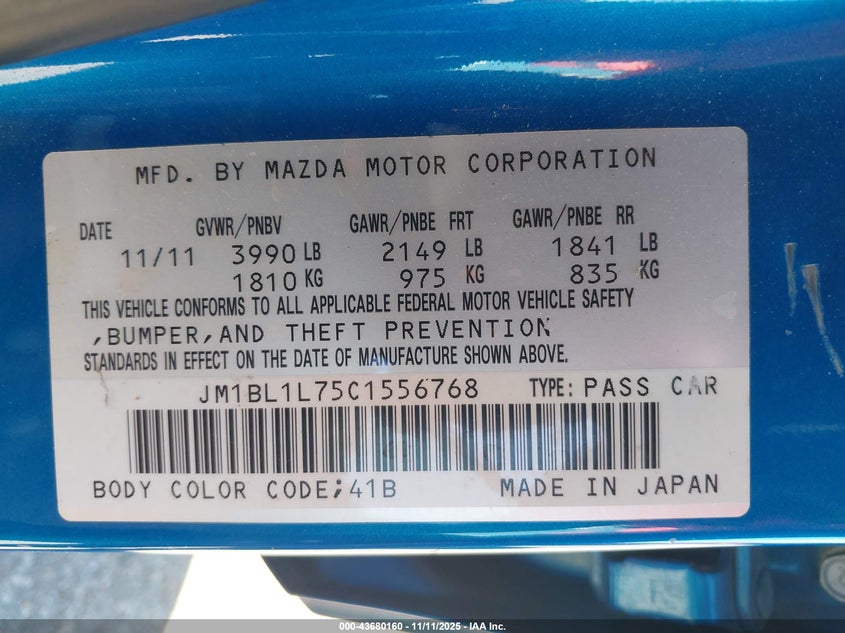 MFD. BY MAZDA MOTOR CORPORATION
DATE GVWR/PNBV GAWR/PNBE FRT GAWR/PNBE RR
11/11 3990 LB 2149 LB 1841 LB
1810 KG 975 KG 835 KG
THIS VEHICLE CONFORMS TO ALL APPLICABLE FEDERAL MOTOR VEHICLE SAFETY
,BUMPER,AND THEFT PREVENTION
STANDARDS IN EFFECT ON THE DATE OF MANUFACTURE SHOWN ABOVE.
JM1BL1L75C1556768 TYPE: PASS CAR
BODY COLOR CODE;41B MADE IN JAPAN
000-43680160 - 11/11/2025 - IAA Inc.